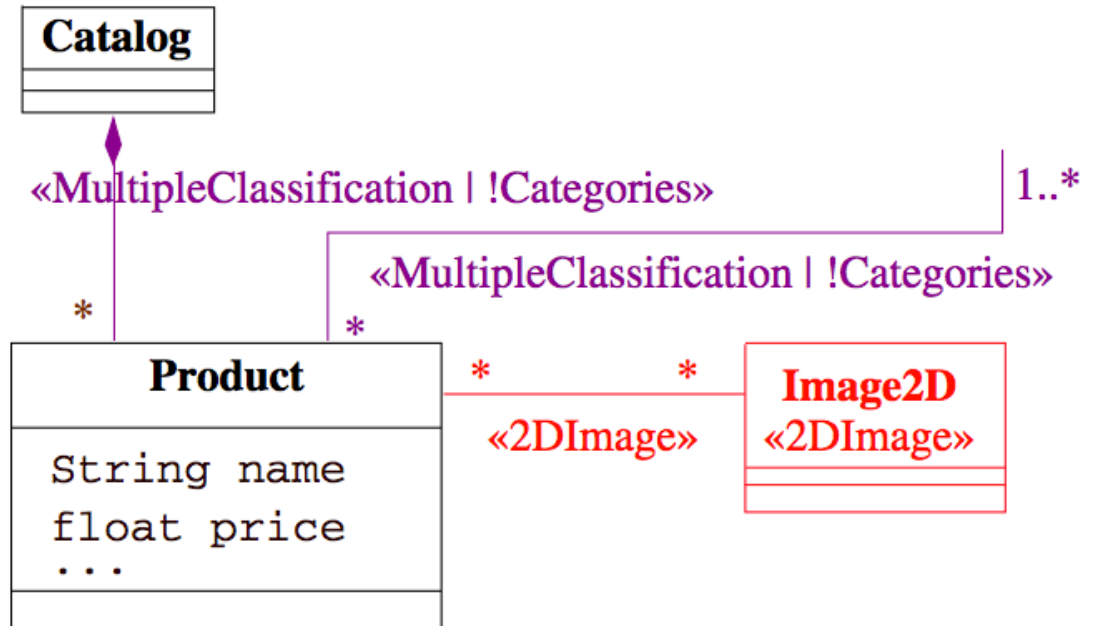 Catalog
«MultipleClassification | !Categories»
1..*
«MultipleClassification | !Categories»
*
*
Product
*
*
Image2D
«2DImage»
«2DImage»
String name
float price
...